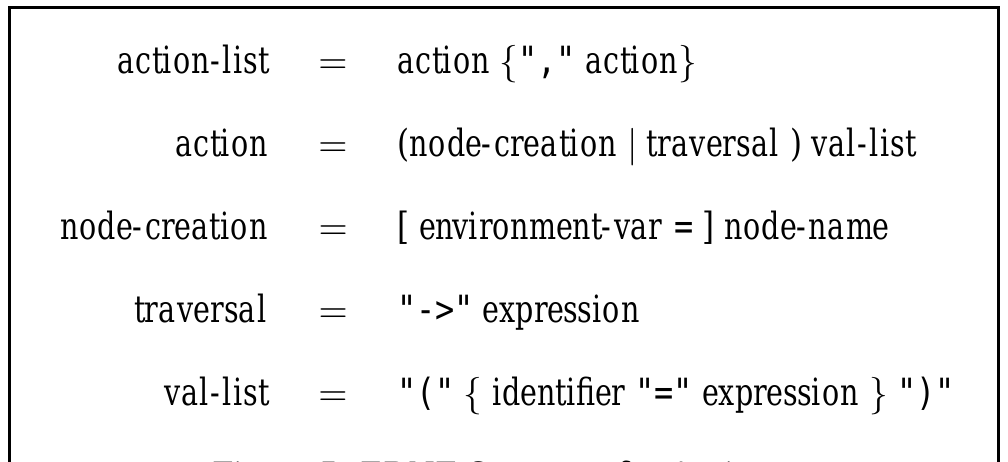 action-list = action {"," action}
action = (node-creation | traversal ) val-list
node-creation = [ environment-var = ] node-name
traversal = "->" expression
val-list = "(" { identifier "=" expression } ")"